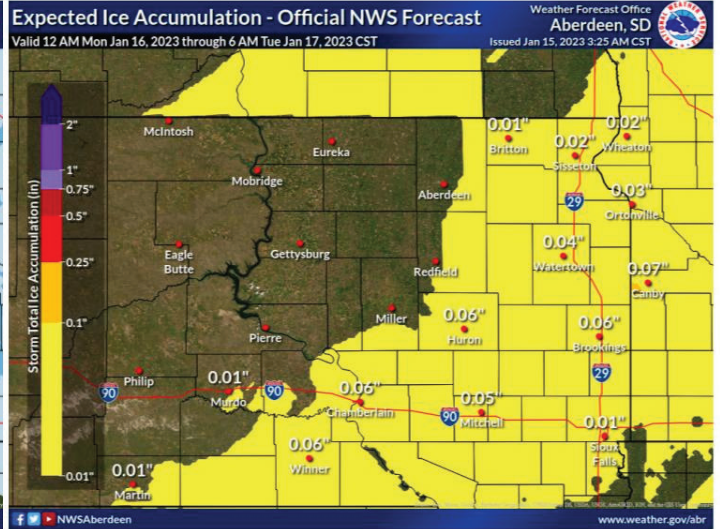 Expected Ice Accumulation - Official NWS Forecast
Valid 12 AM Mon Jan 16, 2023 through 6 AM Tue Jan 17, 2023 CST
Weather Forecast Office
Aberdeen, SD
Issued Jan 15, 2023 3:25 AM CST
Storm Total Ice Accumulation (in)
2"
1"
0.75"
0.5"
0.25"
0.1"
0.01"
McIntosh
Eureka
Mobridge
Aberdeen
0.01"
Britton
0.02"
Sisseton
0.02"
Wheaton
29
0.03"
Ortonville
Eagle
Butte
Gettysburg
Redfield
0.04"
Watertown
0.07"
Canby
Pierre
Miller
0.06"
Huron
0.06"
Brookings
29
Philip
90
0.01"
Murdo
90
0.06"
Chamberlain
90
0.05"
Mitchell
0.01"
Sioux
Falls
0.06"
Winner
0.01"
Martin
NWSAberdeen
www.weather.gov/abr